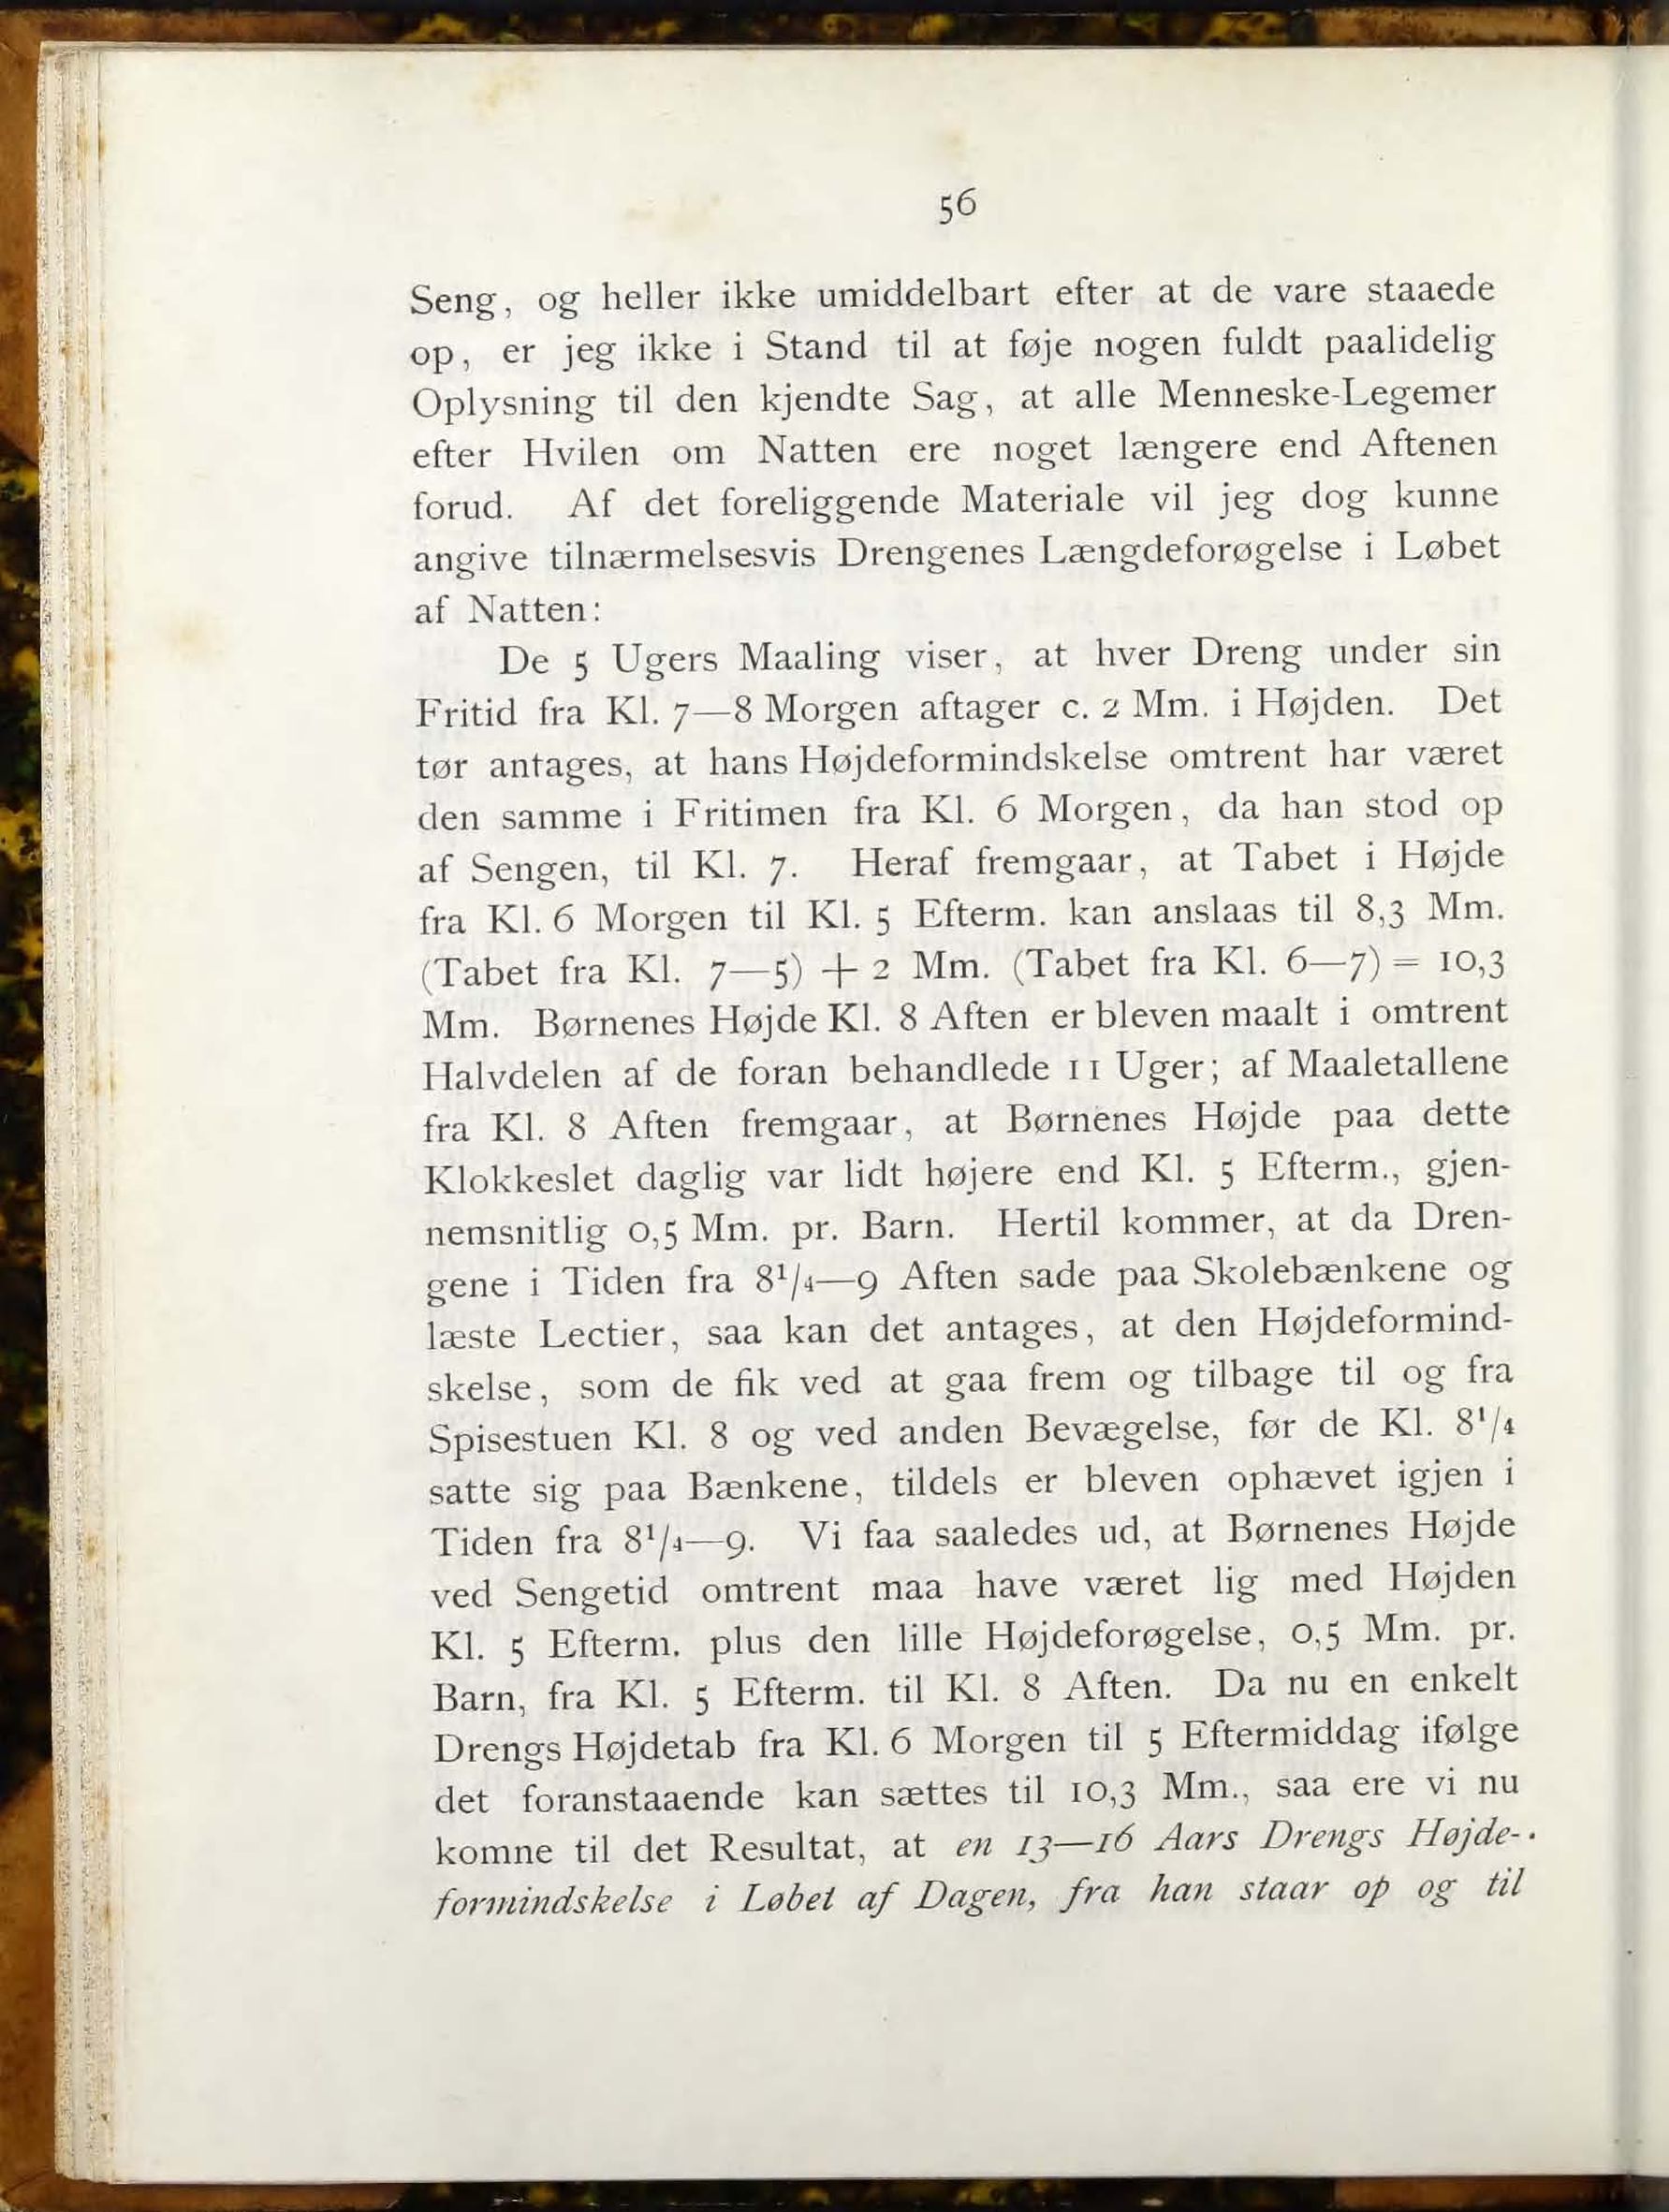 56
Seng, og heller ikke umiddelbart efter at de vare staaede
op, er jeg ikke i Stand til at føje nogen fuldt paalidelig
Oplysning til den kjendte Sag, at alle Menneske-Legemer
efter Hvilen om Natten ere noget længere end Aftenen
forud. Af det foreliggende Materiale vil jeg dog kunne
angive tilnærmelsesvis Drengenes Længdeforøgelse i Løbet
af Natten:
De 5 Ugers Maaling viser, at hver Dreng under sin
Fritid fra Kl. 7—8 Morgen aftager c. 2 Mm. i Højden. Det
tør antages, at hans Højdeformindskelse omtrent har været
den samme i Fritimen fra Kl. 6 Morgen, da han stod op
af Sengen, til Kl. 7. Heraf fremgaar, at Tabet i Højde
fra Kl. 6 Morgen til Kl. 5 Efterm. kan anslaas til 8,3 Mm.
(Tabet fra Kl. 7—5) + 2 Mm. (Tabet fra Kl. 6—7) = 10,3
Mm. Børnenes Højde Kl. 8 Aften er bleven maalt i omtrent
Halvdelen af de foran behandlede 11 Uger; af Maaletallene
fra Kl. 8 Aften fremgaar, at Børnenes Højde paa dette
Klokkeslet daglig var lidt højere end Kl. 5 Efterm., gjen-
nemsnitlig 0,5 Mm. pr. Barn. Hertil kommer, at da Dren-
gene i Tiden fra 8¹/₄—9 Aften sade paa Skolebænkene og
læste Lectier, saa kan det antages, at den Højdeformind-
skelse, som de fik ved at gaa frem og tilbage til og fra
Spisestuen Kl. 8 og ved anden Bevægelse, før de Kl. 8¹/₄
satte sig paa Bænkene, tildels er bleven ophævet igjen i
Tiden fra 8¹/₄—9. Vi faa saaledes ud, at Børnenes Højde
ved Sengetid omtrent maa have været lig med Højden
Kl. 5 Efterm. plus den lille Højdeforøgelse, 0,5 Mm. pr.
Barn, fra Kl. 5 Efterm. til Kl. 8 Aften. Da nu en enkelt
Drengs Højdetab fra Kl. 6 Morgen til 5 Eftermiddag ifølge
det foranstaaende kan sættes til 10,3 Mm., saa ere vi nu
komne til det Resultat, at en 13—16 Aars Drengs Højde-
formindskelse i Løbet af Dagen, fra han staar op og til